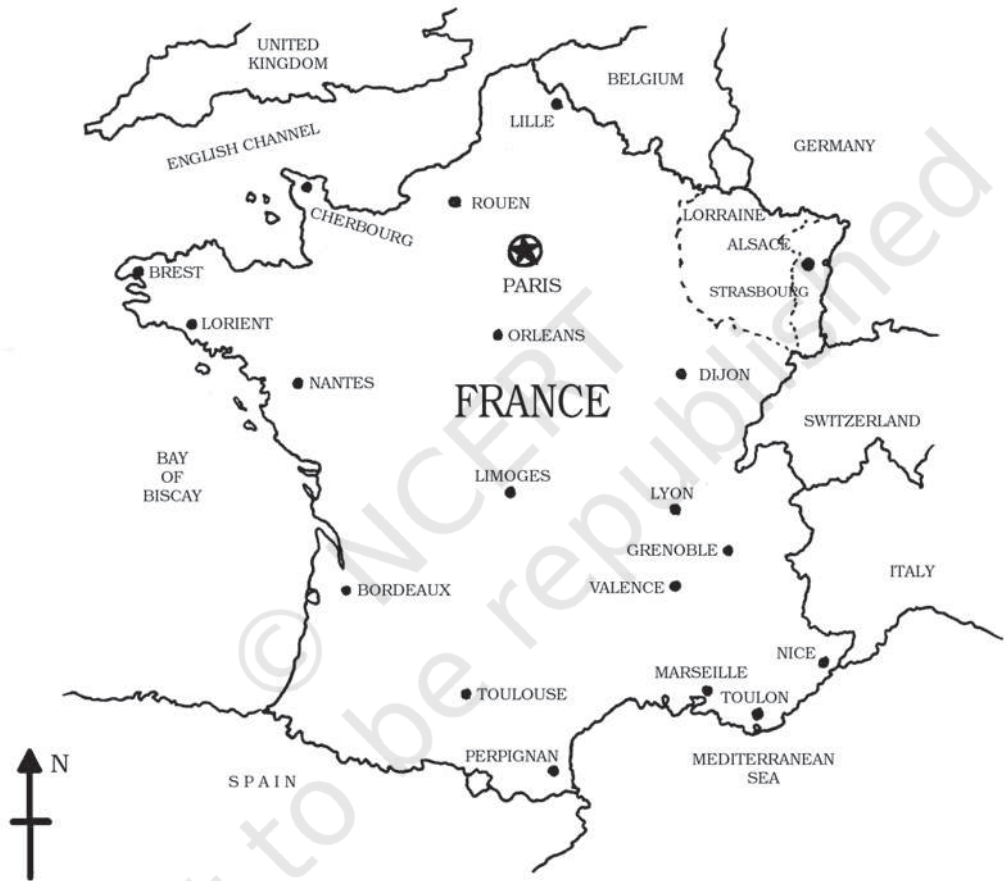 UNITED
KINGDOM
BELGIUM
LILLE
ENGLISH CHANNEL
GERMANY
ROUEN
CHERBOURG
LORRAINE
ALSACE
BREST
PARIS
STRASBOURG
LORIENT
ORLEANS
NANTES
DIJON
FRANCE
SWITZERLAND
BAY
OF
BISCAY
LIMOGES
LYON
GRENOBLE
ITALY
BORDEAUX
VALENCE
NICE
MARSEILLE
TOULOUSE
TOULON
PERPIGNAN
MEDITERRANEAN
SEA
N
SPAIN
© NCERT
to be republished